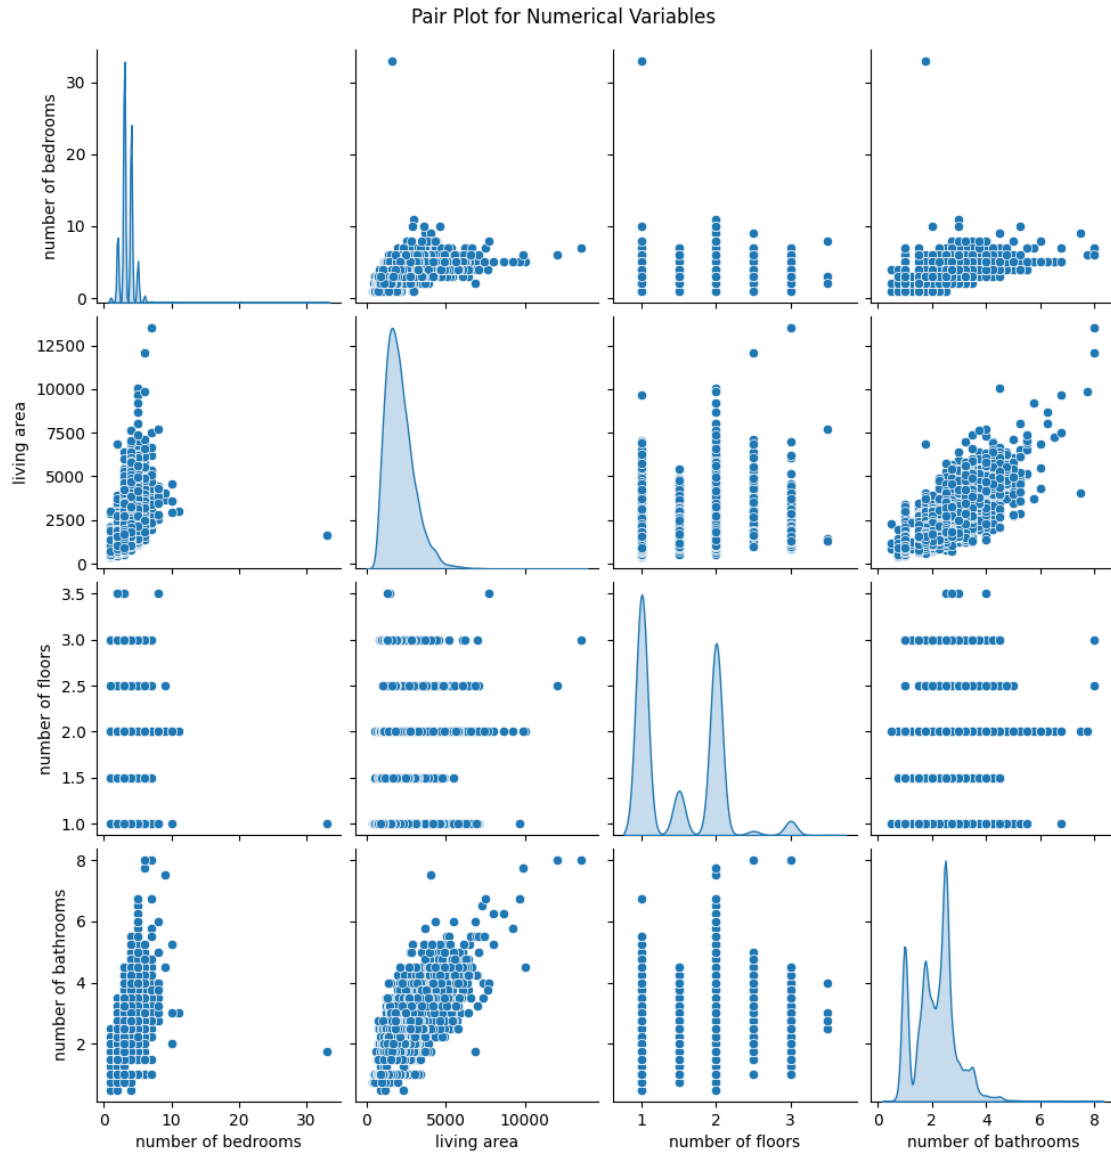 Pair Plot for Numerical Variables
number of bedrooms
30
20
10
0
living area
12500
10000
7500
5000
2500
0
number of floors
3.5
3.0
2.5
2.0
1.5
1.0
number of bathrooms
8
6
4
2
0 10 20 30
0 5000 10000
1 2 3
0 2 4 6 8
number of bedrooms
living area
number of floors
number of bathrooms